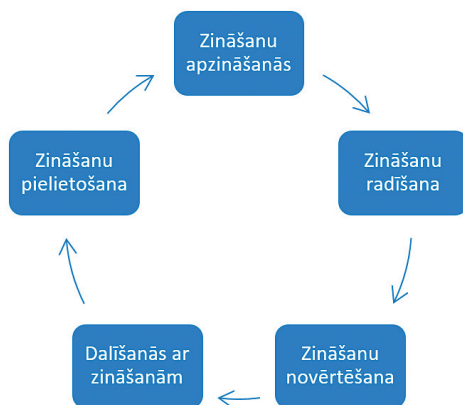 Zināšanu
apzināšanās
Zināšanu
radīšana
Zināšanu
novērtēšana
Dalīšanās ar
zināšanām
Zināšanu
pielietošana